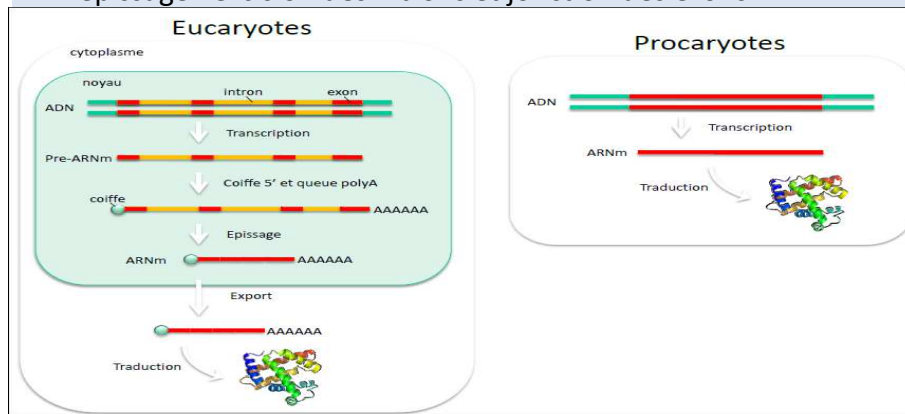 Eucaryotes
cytoplasme
noyau
intron
exon
ADN
Transcription
Pre-ARNm
Coiffe 5' et queue polyA
coiffe
AAAAAA
Epissage
ARNm
AAAAAA
Export
AAAAAA
Traduction
Procaryotes
ADN
Transcription
ARNm
Traduction